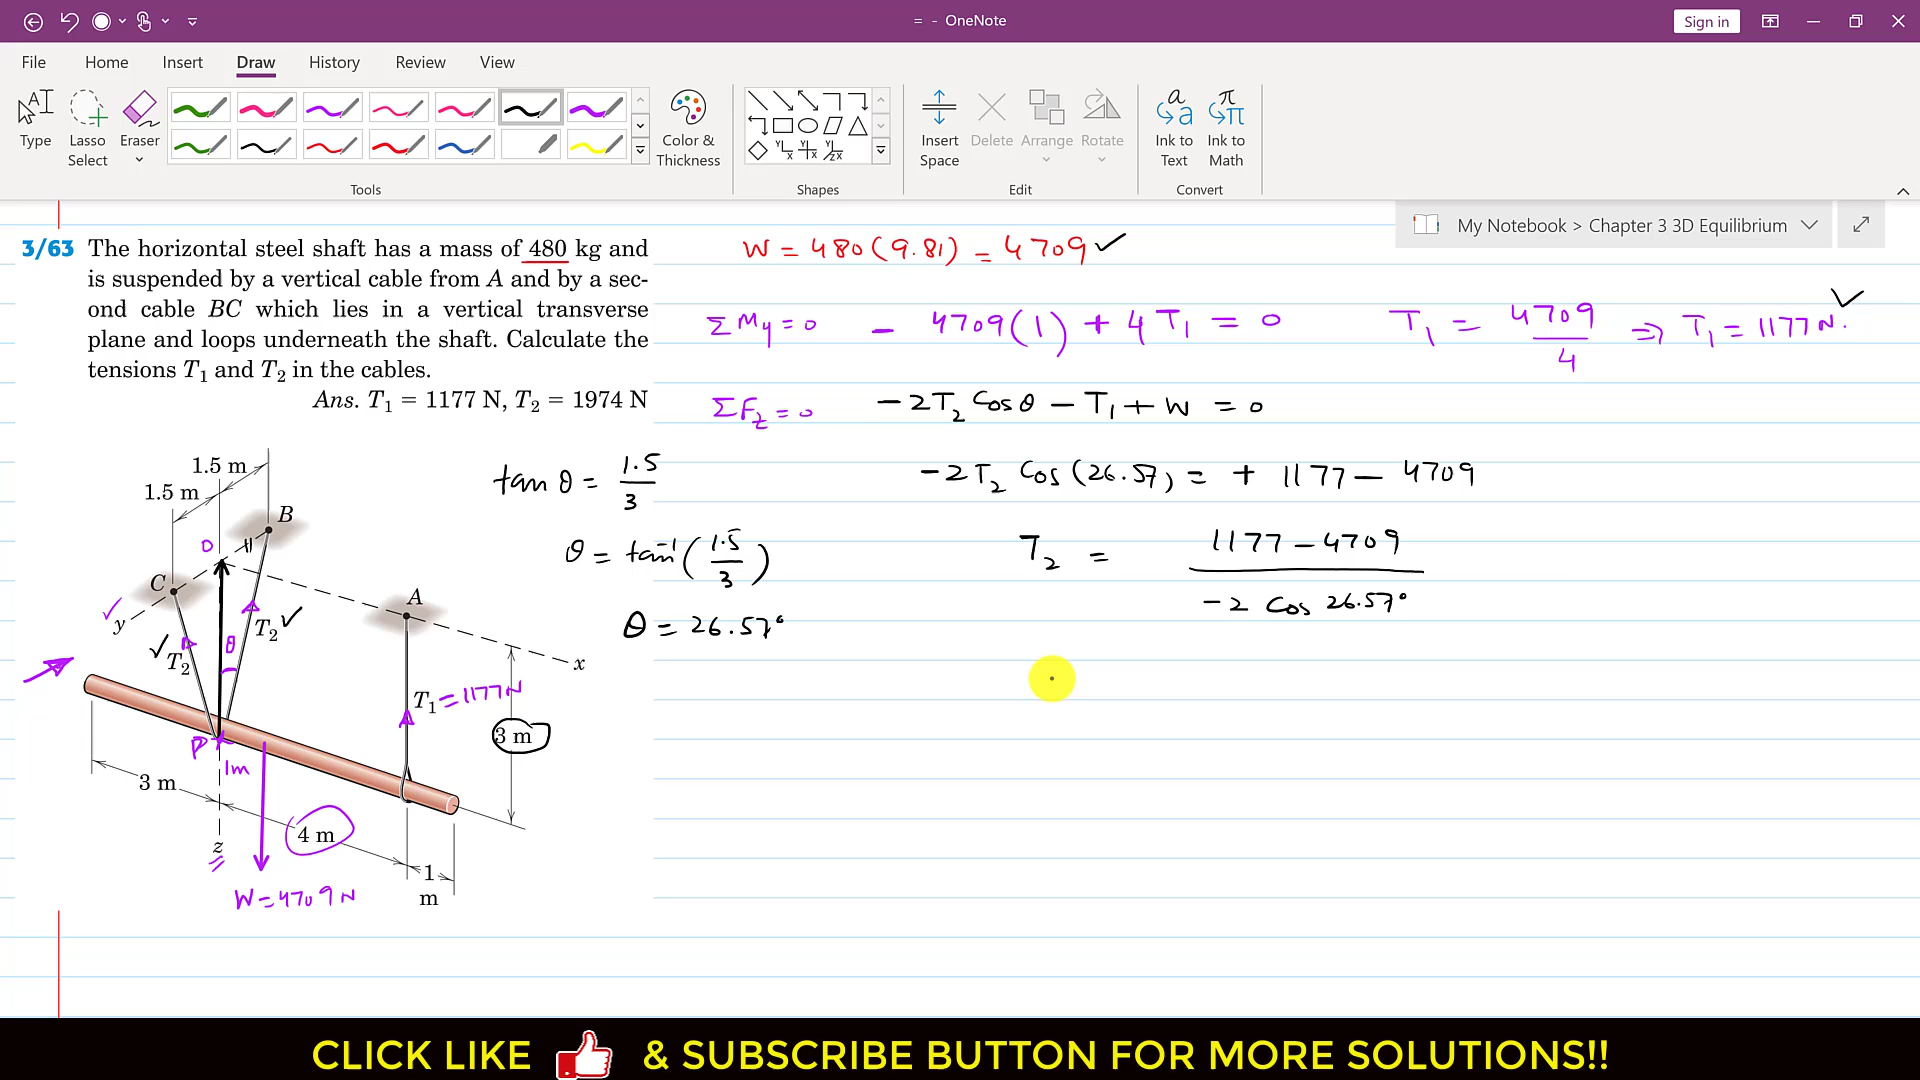 = - OneNote
Sign in
File Home Insert Draw History Review View
Type
Lasso Select
Eraser
Color & Thickness
Insert Space
Delete
Arrange
Rotate
Ink to Text
Ink to Math
Tools
Shapes
Edit
Convert
My Notebook > Chapter 3 3D Equilibrium
3/63 The horizontal steel shaft has a mass of 480 kg and
is suspended by a vertical cable from A and by a sec-
ond cable BC which lies in a vertical transverse
plane and loops underneath the shaft. Calculate the
tensions T₁ and T₂ in the cables.
Ans. T₁ = 1177 N, T₂ = 1974 N
W = 480(9.81) = 4709 ✓
ΣMy = 0 - 4709(1) + 4T₁ = 0 T₁ = 4709/4 ⇒ T₁ = 1177 N. ✓
ΣFz = 0 -2T₂ Cosθ - T₁ + W = 0
-2T₂ Cos(26.57) = + 1177 - 4709
T₂ = 1177 - 4709 / -2 Cos 26.57°
tan θ = 1.5/3
θ = tan⁻¹(1.5/3)
θ = 26.57°
1.5 m
1.5 m
B
O
C
A
y
T₂ ✓
θ
✓ T₂
x
T₁ = 1177 N
3 m
P
1m
3 m
4 m
z
1 m
W = 4709 N
CLICK LIKE & SUBSCRIBE BUTTON FOR MORE SOLUTIONS!!